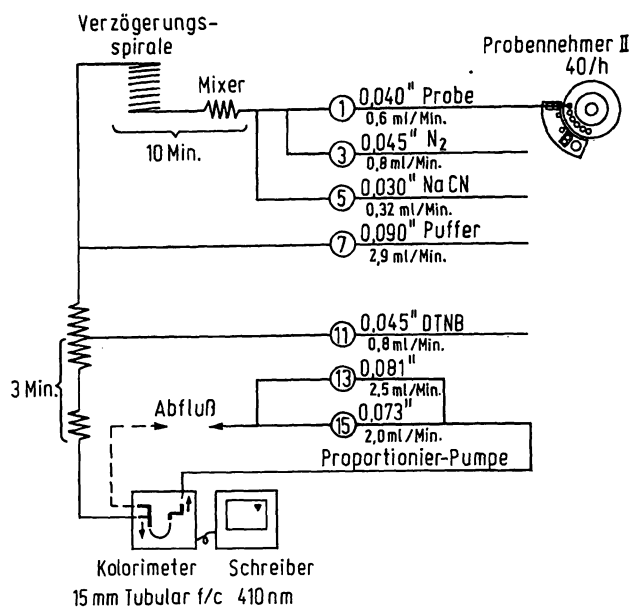 Verzögerungs-
spirale
Probennehmer II
40/h
Mixer
10 Min.
1 0,040" Probe
0,6 ml/Min.
3 0,045" N₂
0,8 ml/Min.
5 0,030" NaCN
0,32 ml/Min.
7 0,090" Puffer
2,9 ml/Min.
11 0,045" DTNB
0,8 ml/Min.
13 0,081"
2,5 ml/Min.
3 Min.
Abfluß
15 0,073"
2,0 ml/Min.
Proportionier-Pumpe
Kolorimeter Schreiber
15 mm Tubular f/c 410 nm